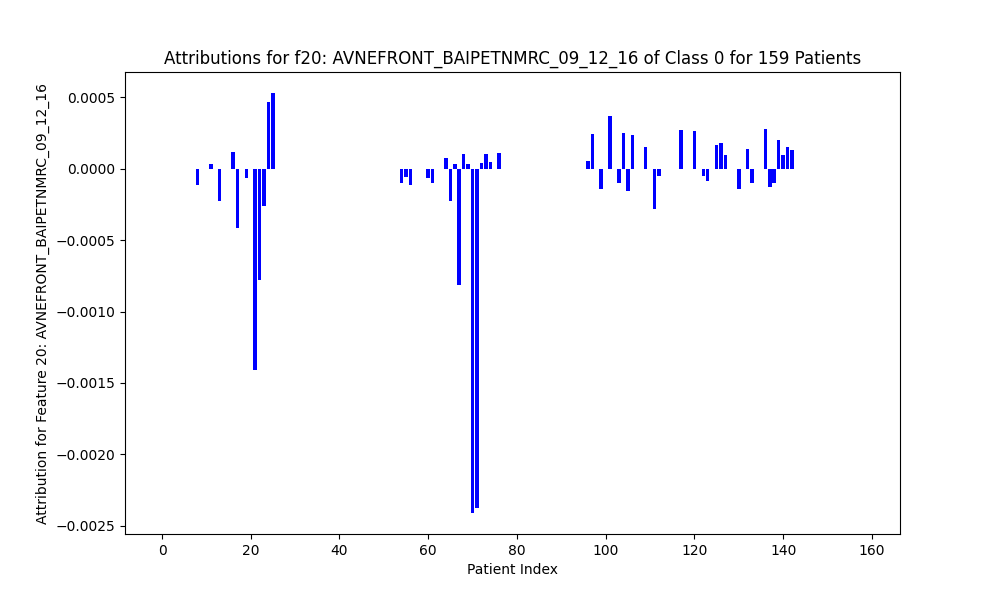 Attributions for f20: AVNEFRONT_BAIPETNMRC_09_12_16 of Class 0 for 159 Patients
Attribution for Feature 20: AVNEFRONT_BAIPETNMRC_09_12_16
0.0005
0.0000
−0.0005
−0.0010
−0.0015
−0.0020
−0.0025
0 20 40 60 80 100 120 140 160
Patient Index